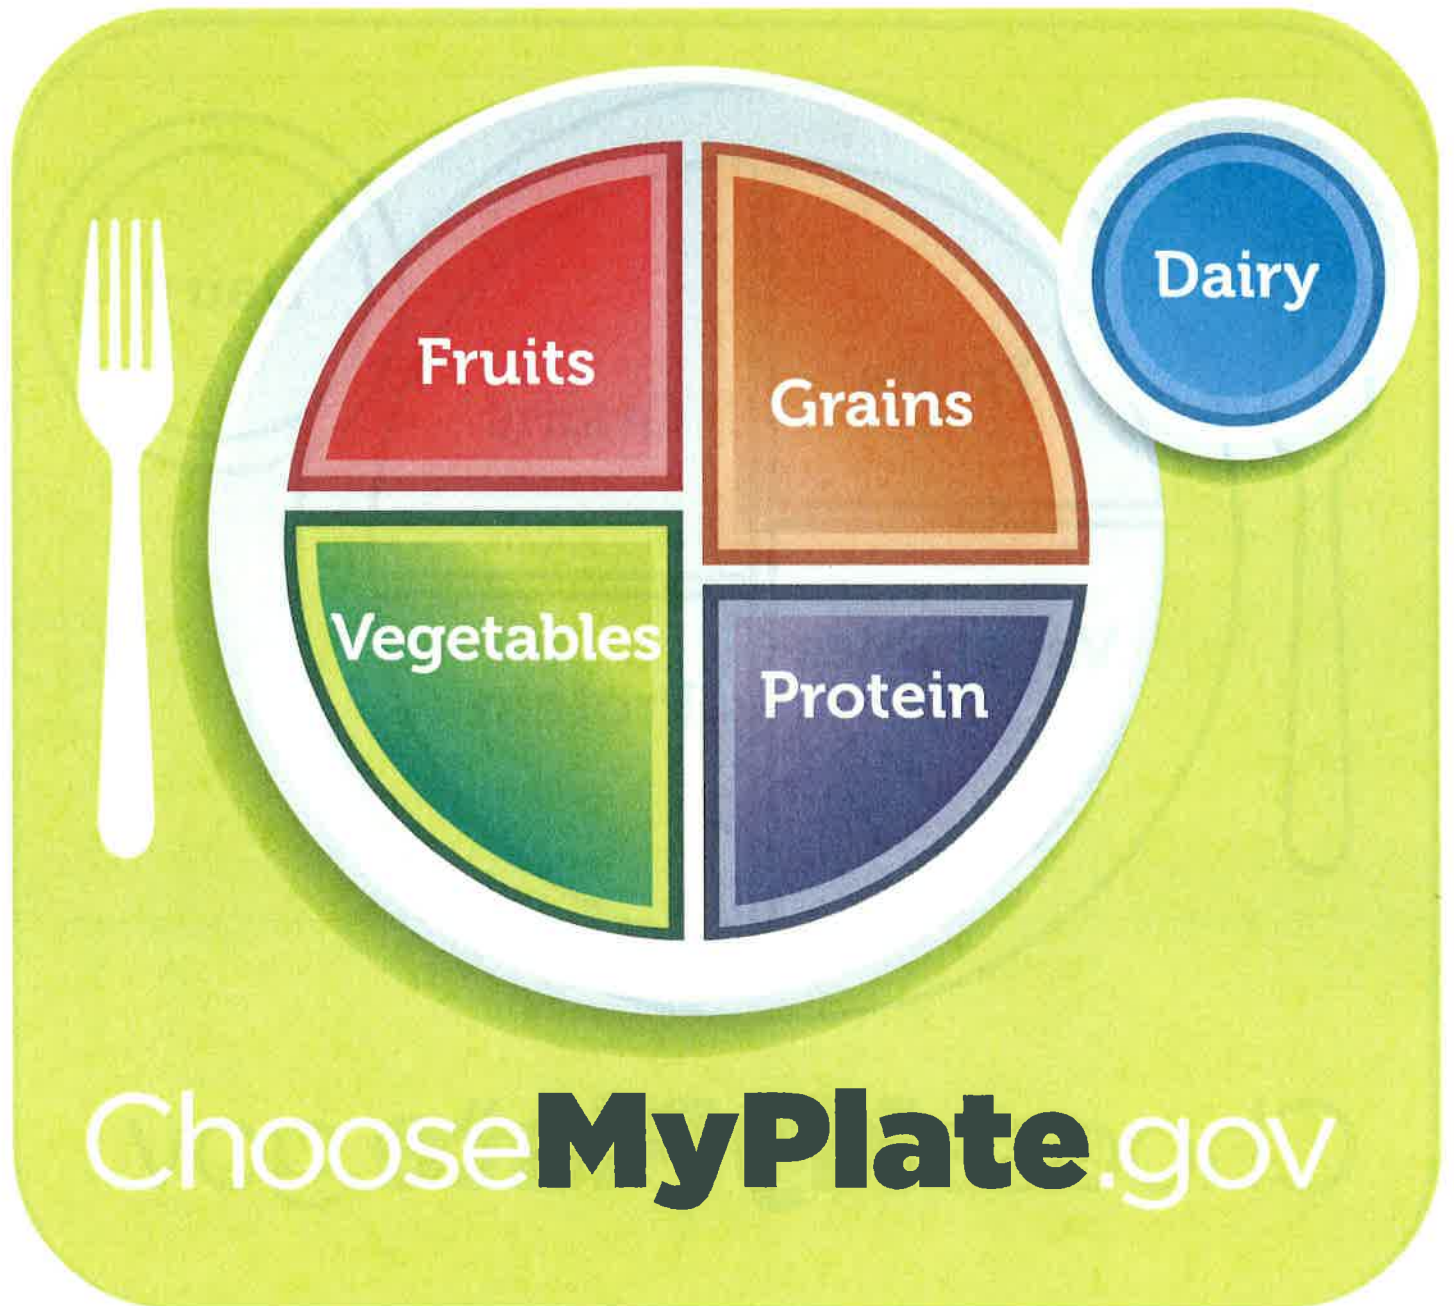 Fruits
Grains
Dairy
Vegetables
Protein
ChooseMyPlate.gov